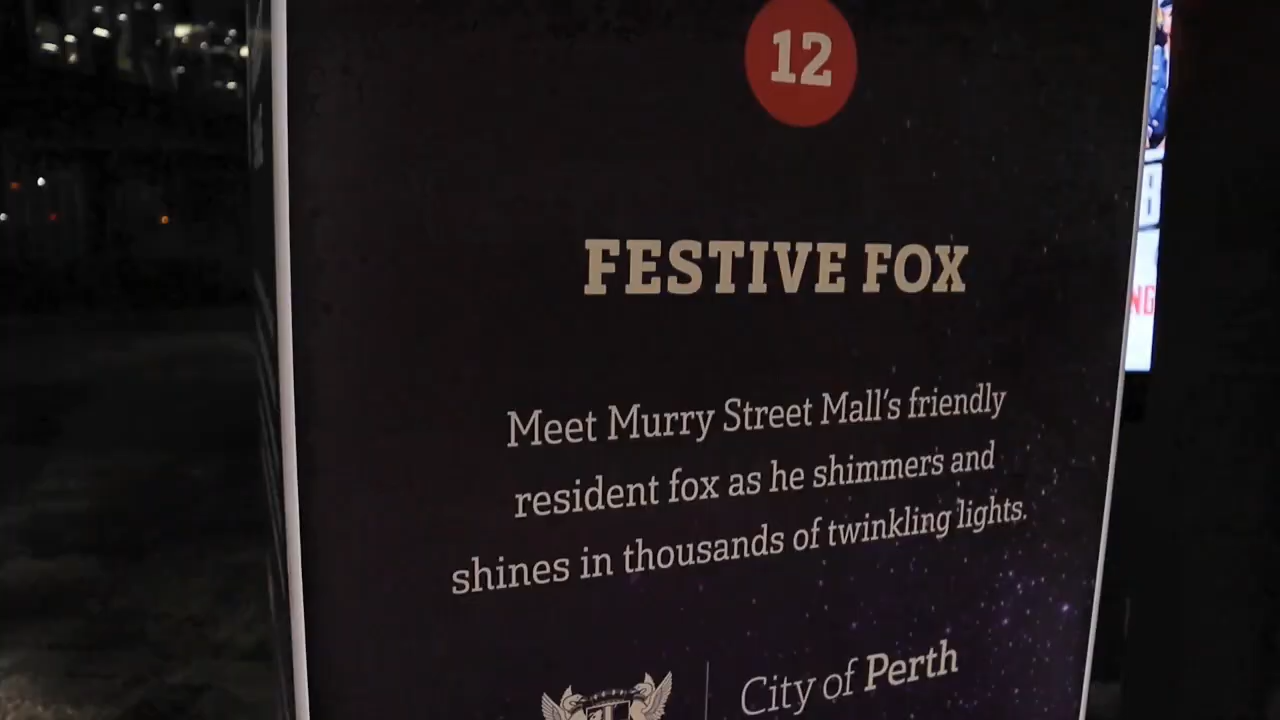 12
FESTIVE FOX
Meet Murry Street Mall's friendly
resident fox as he shimmers and
shines in thousands of twinkling lights.
City of Perth
NG